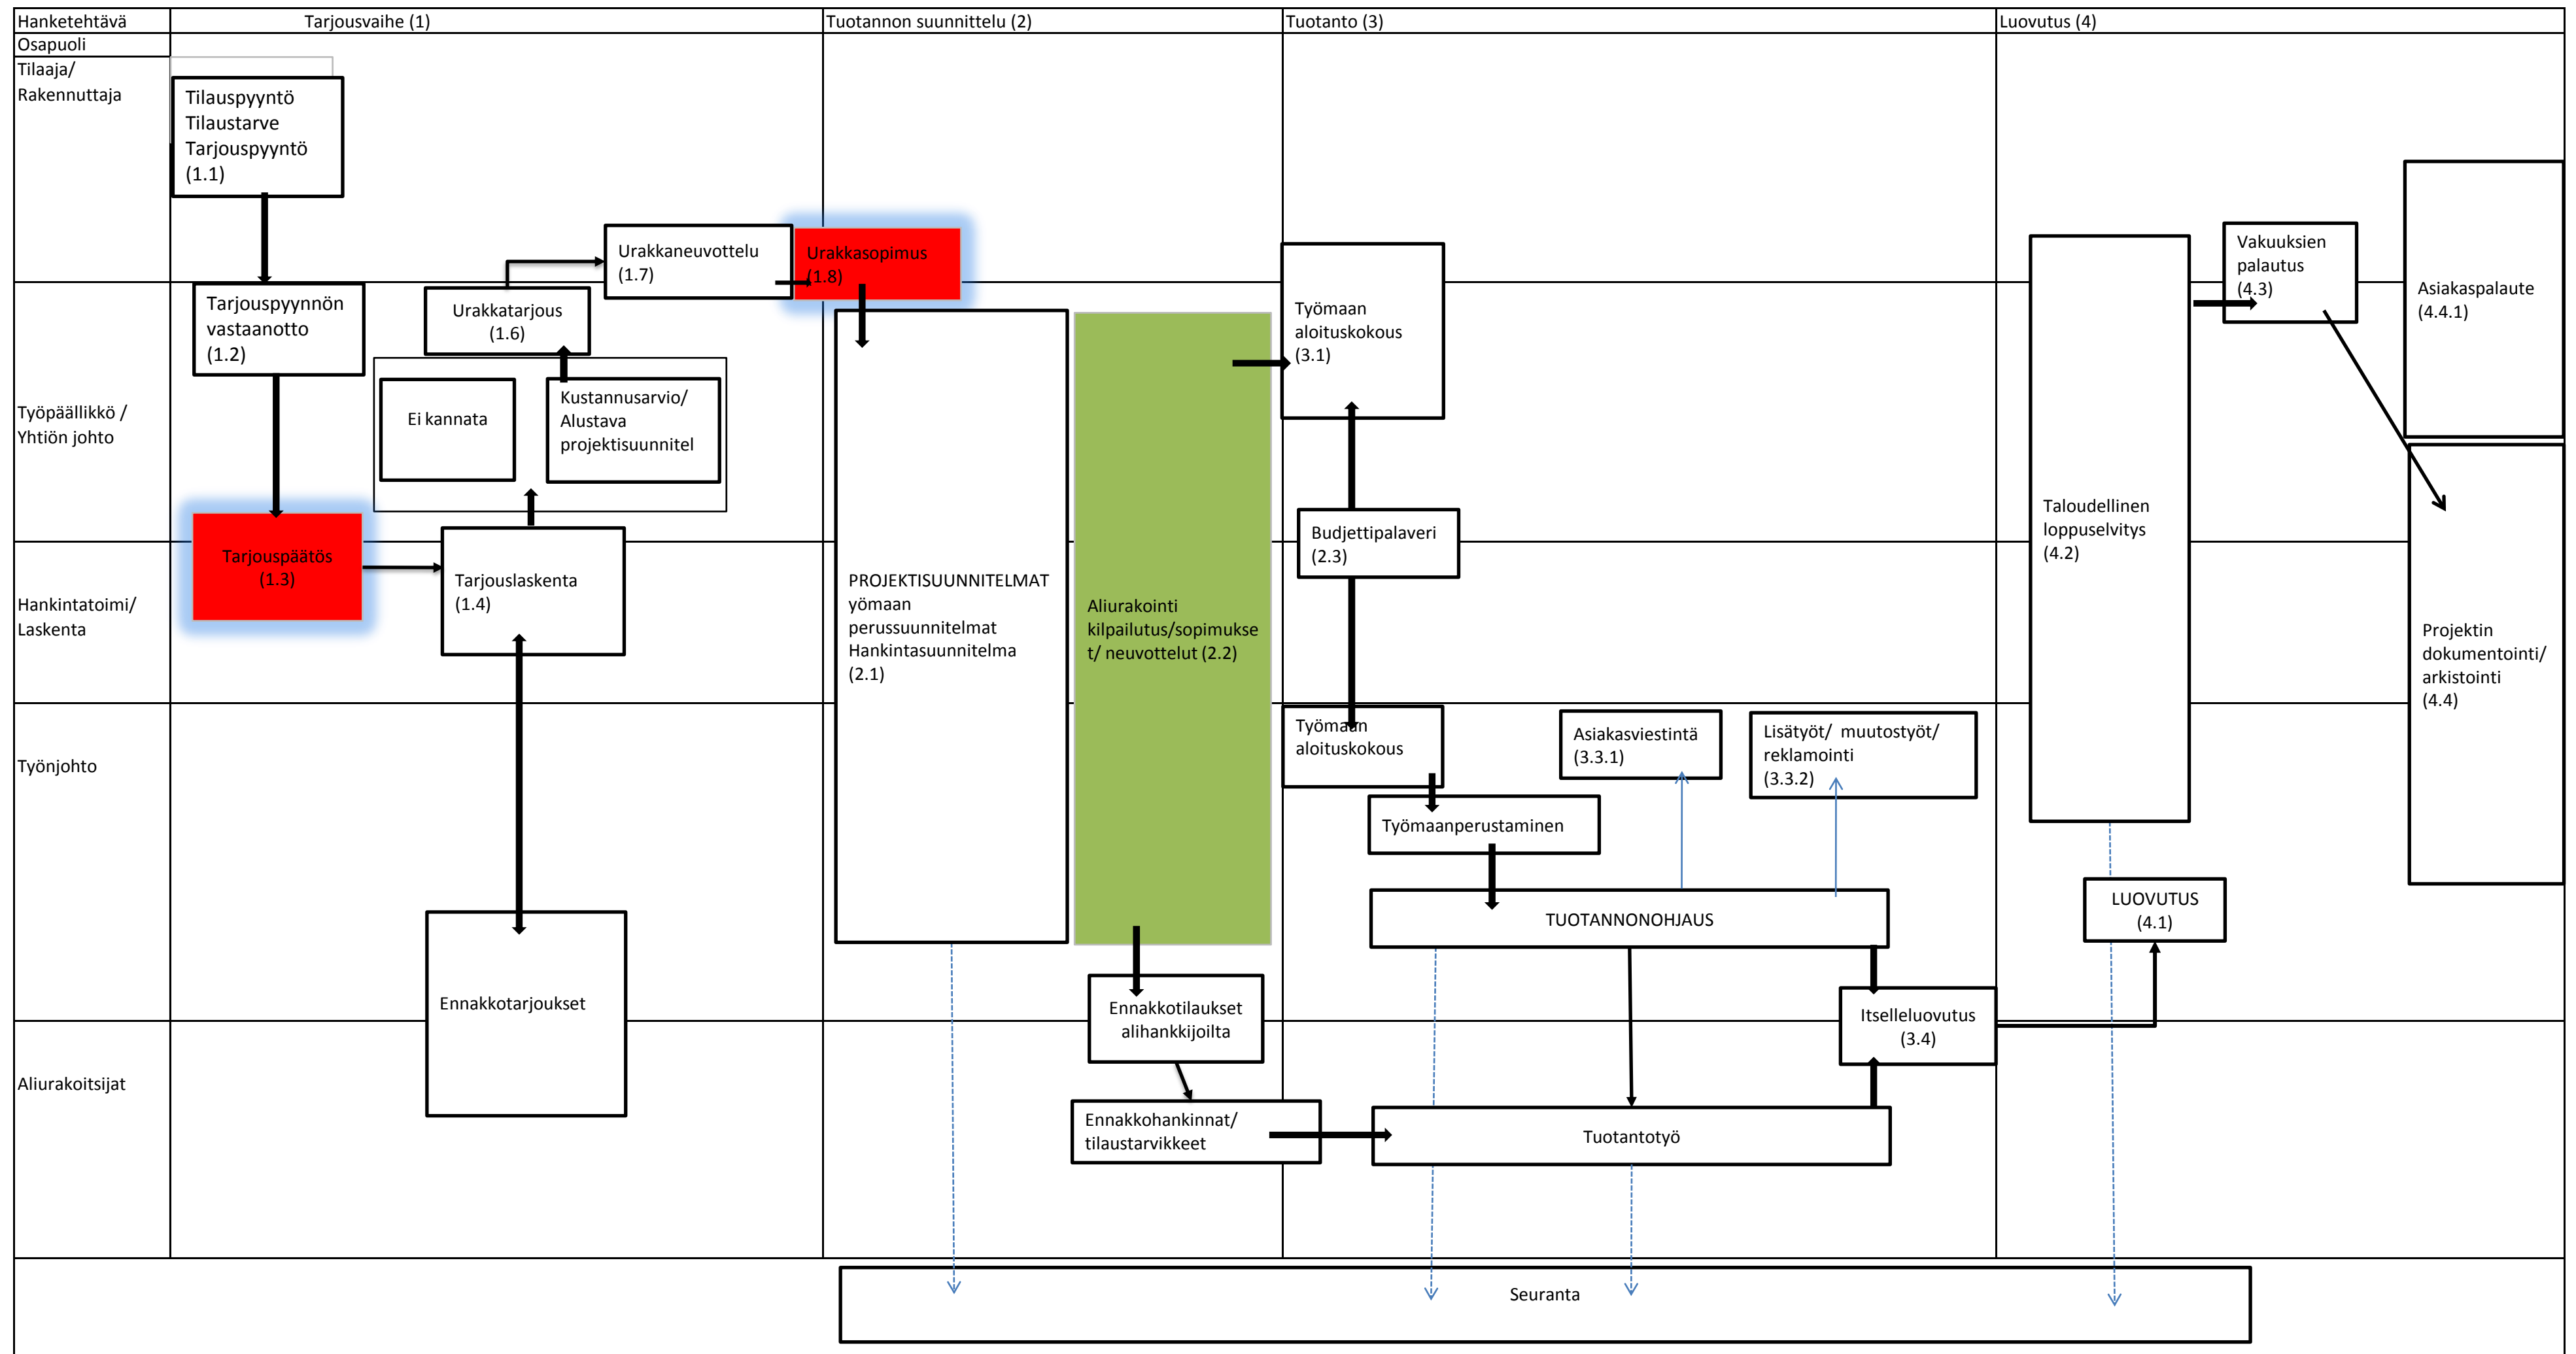 Hanketehtävä
Tarjousvaihe (1)
Tuotannon suunnittelu (2)
Tuotanto (3)
Luovutus (4)
Osapuoli
Tilaaja/
Rakennuttaja
Tilauspyyntö
Tilaustarve
Tarjouspyyntö
(1.1)
Urakkaneuvottelu
(1.7)
Urakkasopimus
(1.8)
Vakuuksien
palautus
(4.3)
Asiakaspalaute
(4.4.1)
Tarjouspyynnön
vastaanotto
(1.2)
Urakkatarjous
(1.6)
Työmaan
aloituskokous
(3.1)
Työpäällikkö /
Yhtiön johto
Ei kannata
Kustannusarvio/
Alustava
projektisuunnitel
Tarjouspäätös
(1.3)
Tarjouslaskenta
(1.4)
Budjettipalaveri
(2.3)
Taloudellinen
loppuselvitys
(4.2)
Hankintatoimi/
Laskenta
PROJEKTISUUNNITELMAT
yömaan
perussuunnitelmat
Hankintasuunnitelma
(2.1)
Aliurakointi
kilpailutus/sopimukse
t/ neuvottelut (2.2)
Projektin
dokumentointi/
arkistointi
(4.4)
Työnjohto
Työmaan
aloituskokous
Asiakasviestintä
(3.3.1)
Lisätyöt/ muutostyöt/
reklamointi
(3.3.2)
Työmaanperustaminen
TUOTANNONOHJAUS
LUOVUTUS
(4.1)
Ennakkotarjoukset
Ennakkotilaukset
alihankkijoilta
Itselleluovutus
(3.4)
Aliurakoitsijat
Ennakkohankinnat/
tilaustarvikkeet
Tuotantotyö
Seuranta